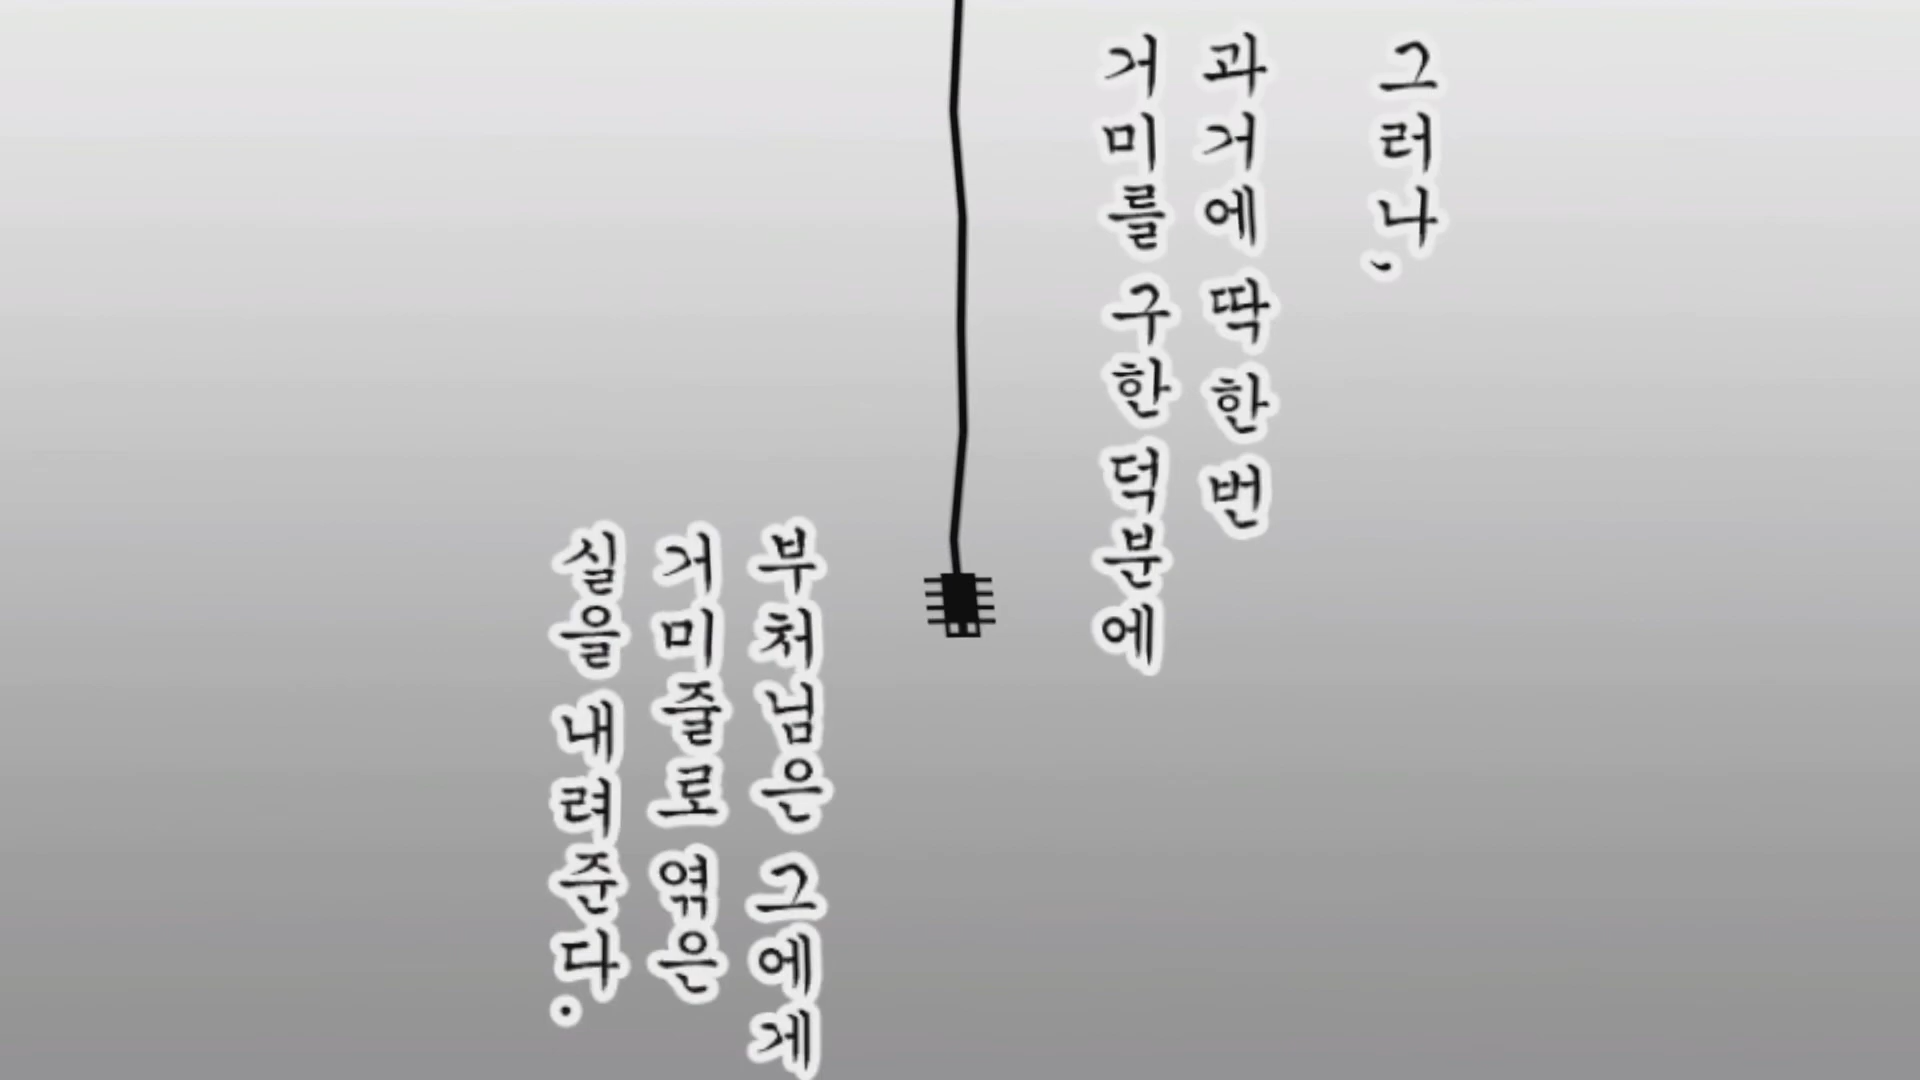 그러나,
과거에 딱 한 번
거미를 구한 덕분에
부처님은 그에게
거미줄로 엮은
실을 내려준다.